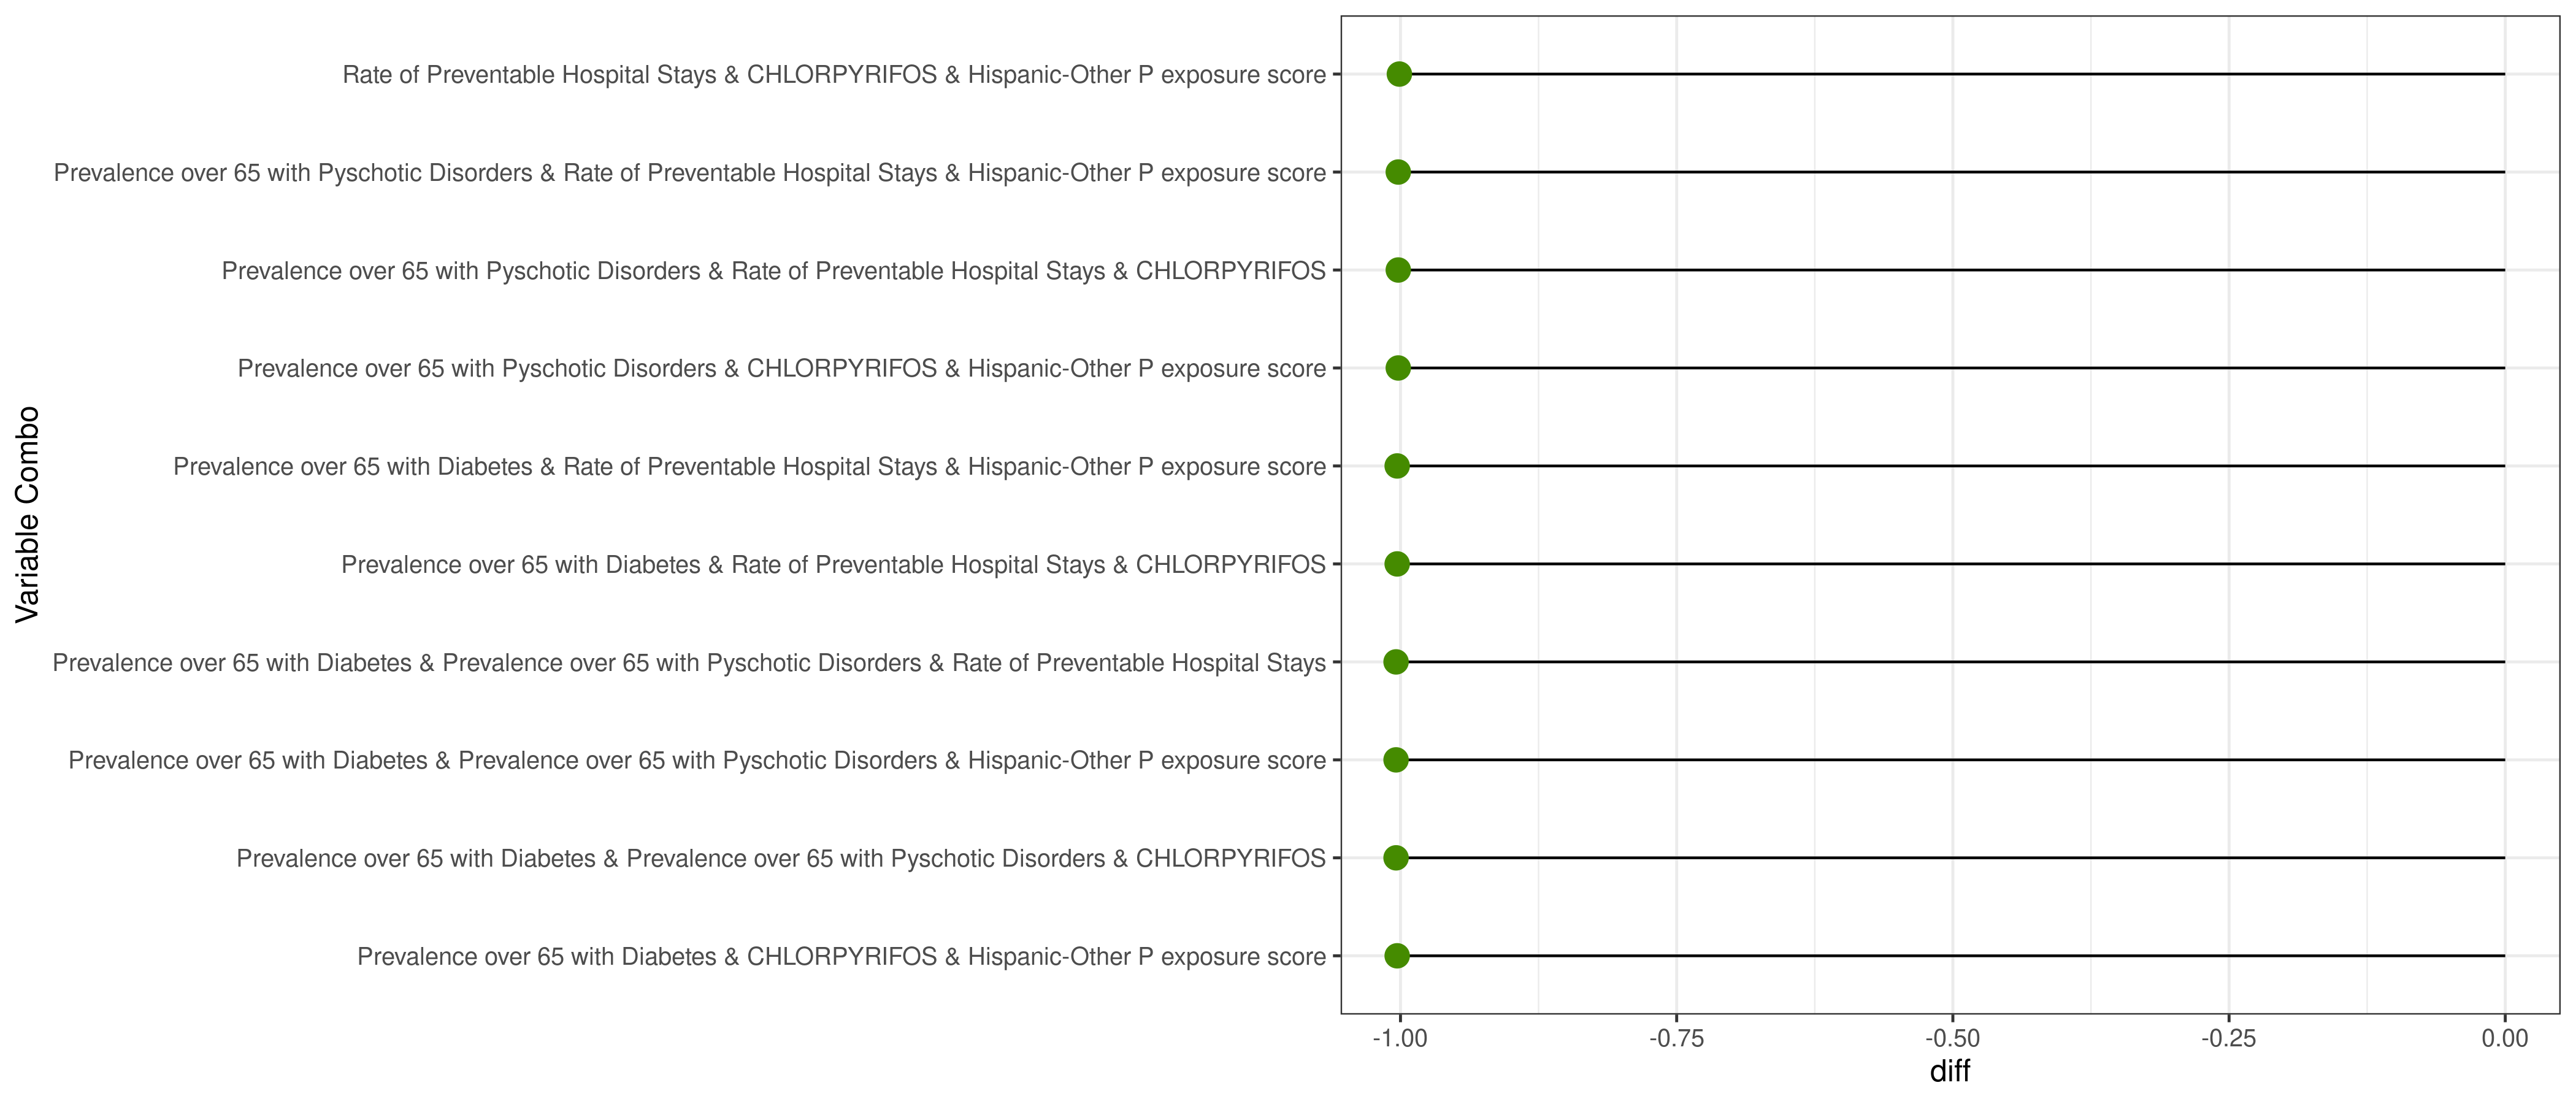 Rate of Preventable Hospital Stays & CHLORPYRIFOS & Hispanic-Other P exposure score
Prevalence over 65 with Pyschotic Disorders & Rate of Preventable Hospital Stays & Hispanic-Other P exposure score
Prevalence over 65 with Pyschotic Disorders & Rate of Preventable Hospital Stays & CHLORPYRIFOS
Prevalence over 65 with Pyschotic Disorders & CHLORPYRIFOS & Hispanic-Other P exposure score
Prevalence over 65 with Diabetes & Rate of Preventable Hospital Stays & Hispanic-Other P exposure score
Prevalence over 65 with Diabetes & Rate of Preventable Hospital Stays & CHLORPYRIFOS
Prevalence over 65 with Diabetes & Prevalence over 65 with Pyschotic Disorders & Rate of Preventable Hospital Stays
Prevalence over 65 with Diabetes & Prevalence over 65 with Pyschotic Disorders & Hispanic-Other P exposure score
Prevalence over 65 with Diabetes & Prevalence over 65 with Pyschotic Disorders & CHLORPYRIFOS
Prevalence over 65 with Diabetes & CHLORPYRIFOS & Hispanic-Other P exposure score
Variable Combo
-1.00 -0.75 -0.50 -0.25 0.00
diff